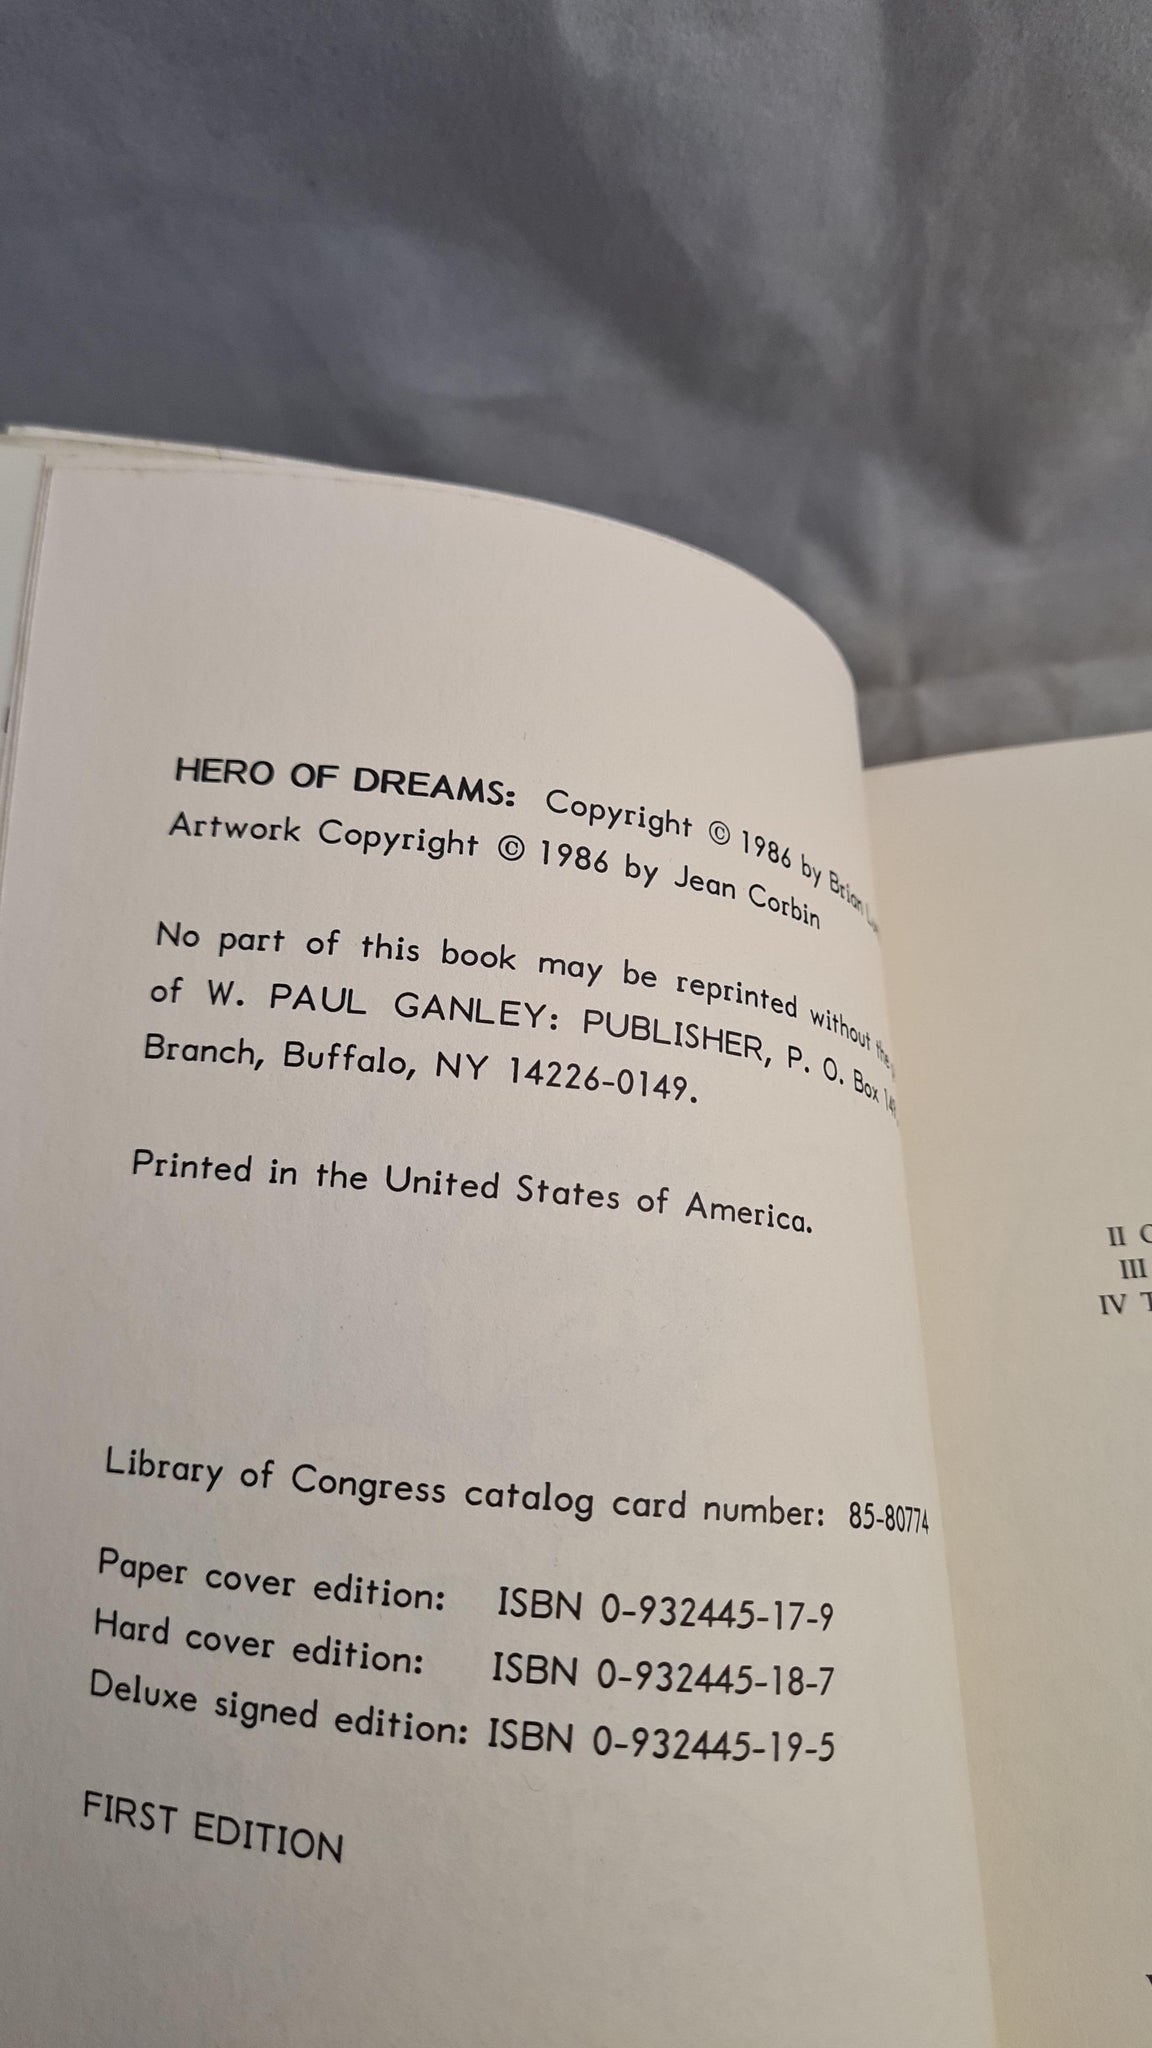 HERO OF DREAMS: Copyright © 1986 by Brian
Artwork Copyright © 1986 by Jean Corbin
No part of this book may be reprinted without the
of W. PAUL GANLEY: PUBLISHER, P. O. Box 149,
Branch, Buffalo, NY 14226-0149.
Printed in the United States of America.
Library of Congress catalog card number: 85-80774
Paper cover edition: ISBN 0-932445-17-9
Hard cover edition: ISBN 0-932445-18-7
Deluxe signed edition: ISBN 0-932445-19-5
FIRST EDITION
II
III
IV